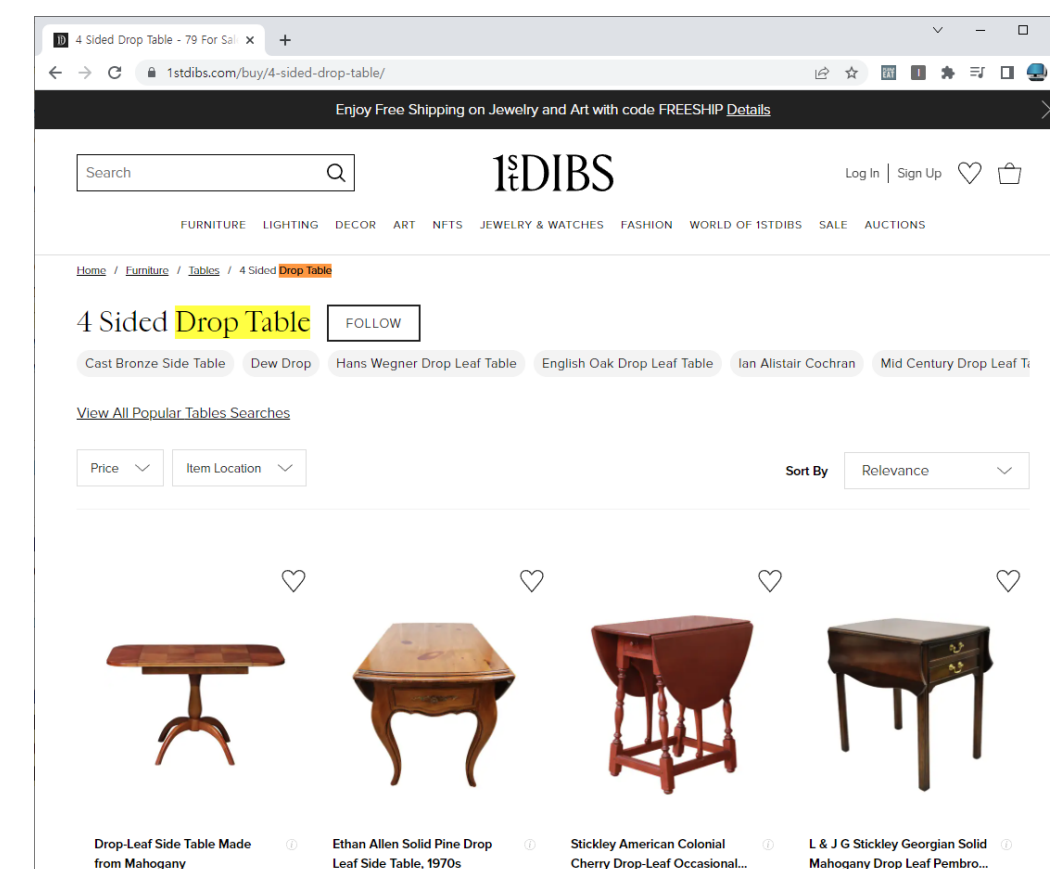 4 Sided Drop Table - 79 For Sal
1stdibs.com/buy/4-sided-drop-table/
Enjoy Free Shipping on Jewelry and Art with code FREESHIP Details
Search
1stDIBS
Log In | Sign Up
FURNITURE LIGHTING DECOR ART NFTS JEWELRY & WATCHES FASHION WORLD OF 1STDIBS SALE AUCTIONS
Home / Furniture / Tables / 4 Sided Drop Table
4 Sided Drop Table FOLLOW
Cast Bronze Side Table Dew Drop Hans Wegner Drop Leaf Table English Oak Drop Leaf Table Ian Alistair Cochran Mid Century Drop Leaf Ta
View All Popular Tables Searches
Price Item Location Sort By Relevance
Drop-Leaf Side Table Made
from Mahogany
Ethan Allen Solid Pine Drop
Leaf Side Table, 1970s
Stickley American Colonial
Cherry Drop-Leaf Occasional...
L & J G Stickley Georgian Solid
Mahogany Drop Leaf Pembro...